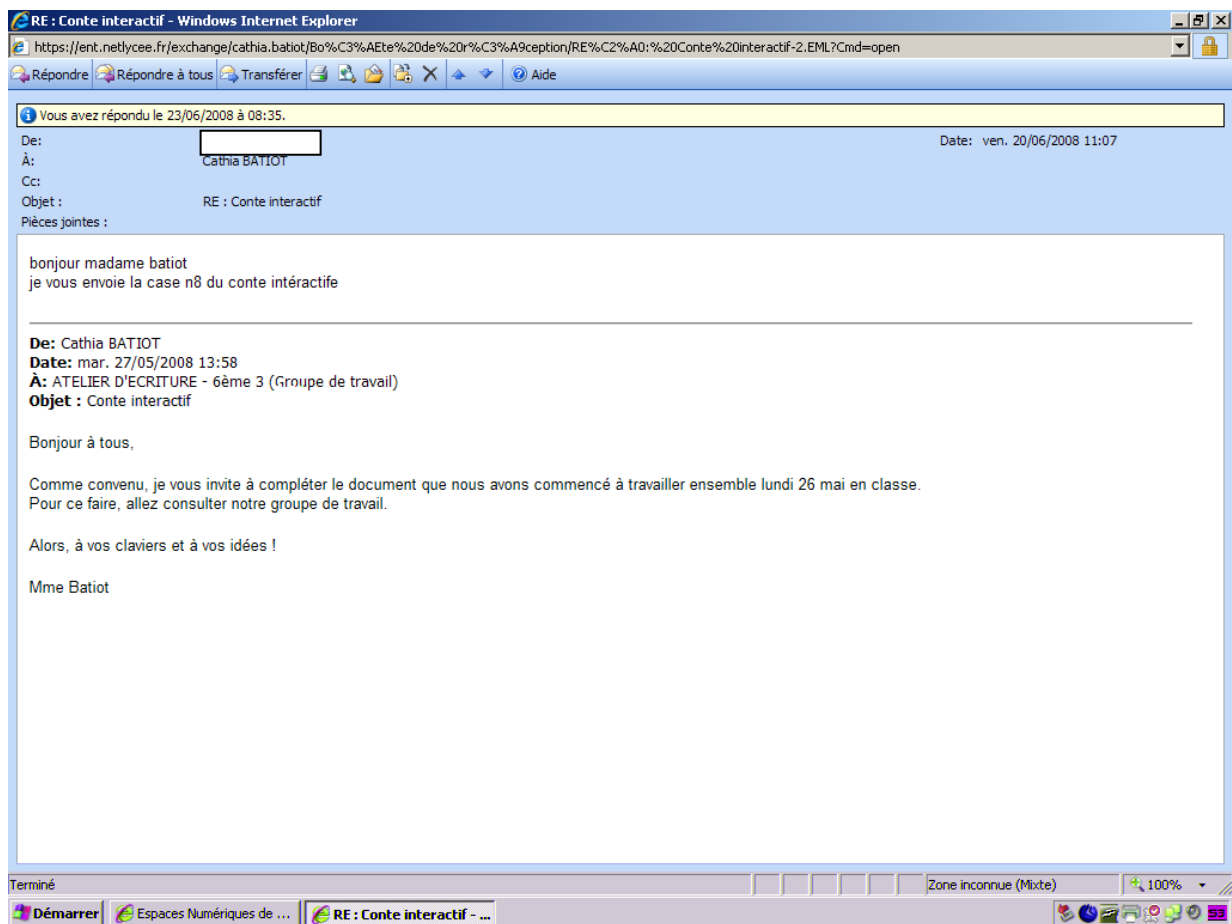 RE : Conte interactif - Windows Internet Explorer
https://ent.netlycee.fr/exchange/cathia.batiot/Bo%C3%AEte%20de%20r%C3%A9ception/RE%C2%A0:%20Conte%20interactif-2.EML?Cmd=open
Répondre Répondre à tous Transférer Aide
Vous avez répondu le 23/06/2008 à 08:35.
De: Date: ven. 20/06/2008 11:07
À: Cathia BATIOT
Cc:
Objet : RE : Conte interactif
Pièces jointes :
bonjour madame batiot
je vous envoie la case n8 du conte intéractife
De: Cathia BATIOT
Date: mar. 27/05/2008 13:58
À: ATELIER D'ECRITURE - 6ème 3 (Groupe de travail)
Objet : Conte interactif
Bonjour à tous,
Comme convenu, je vous invite à compléter le document que nous avons commencé à travailler ensemble lundi 26 mai en classe.
Pour ce faire, allez consulter notre groupe de travail.
Alors, à vos claviers et à vos idées !
Mme Batiot
Terminé Zone inconnue (Mixte) 100%
Démarrer Espaces Numériques de ... RE : Conte interactif - ...